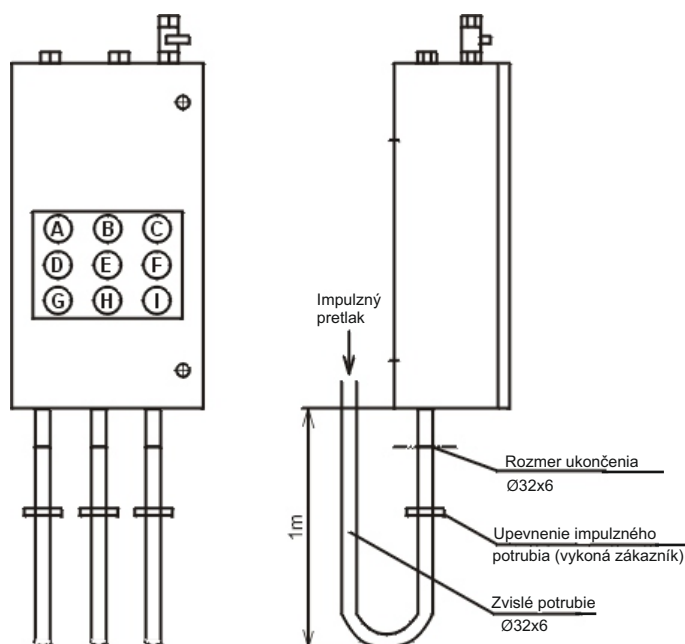 A B C
D E F
G H I
Impulzný
pretlak
1m
Rozmer ukončenia
Ø32x6
Upevnenie impulzného
potrubia (vykoná zákazník)
Zvislé potrubie
Ø32x6